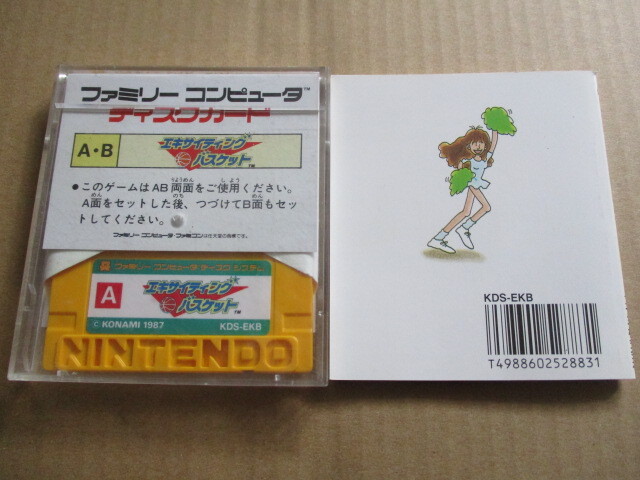 ファミリー コンピュータ™
ディスクカード
A・B
エキサイティング
バスケット™
●このゲームはAB両面をご使用ください。
A面をセットした後、つづけてB面もセッ
トしてください。
ファミリー コンピュータ ファミコンは任天堂の商標です。
ファミリー コンピュータ ディスク システム
A
エキサイティング
バスケット™
© KONAMI 1987
KDS-EKB
NINTENDO
KDS-EKB
T4988602528831